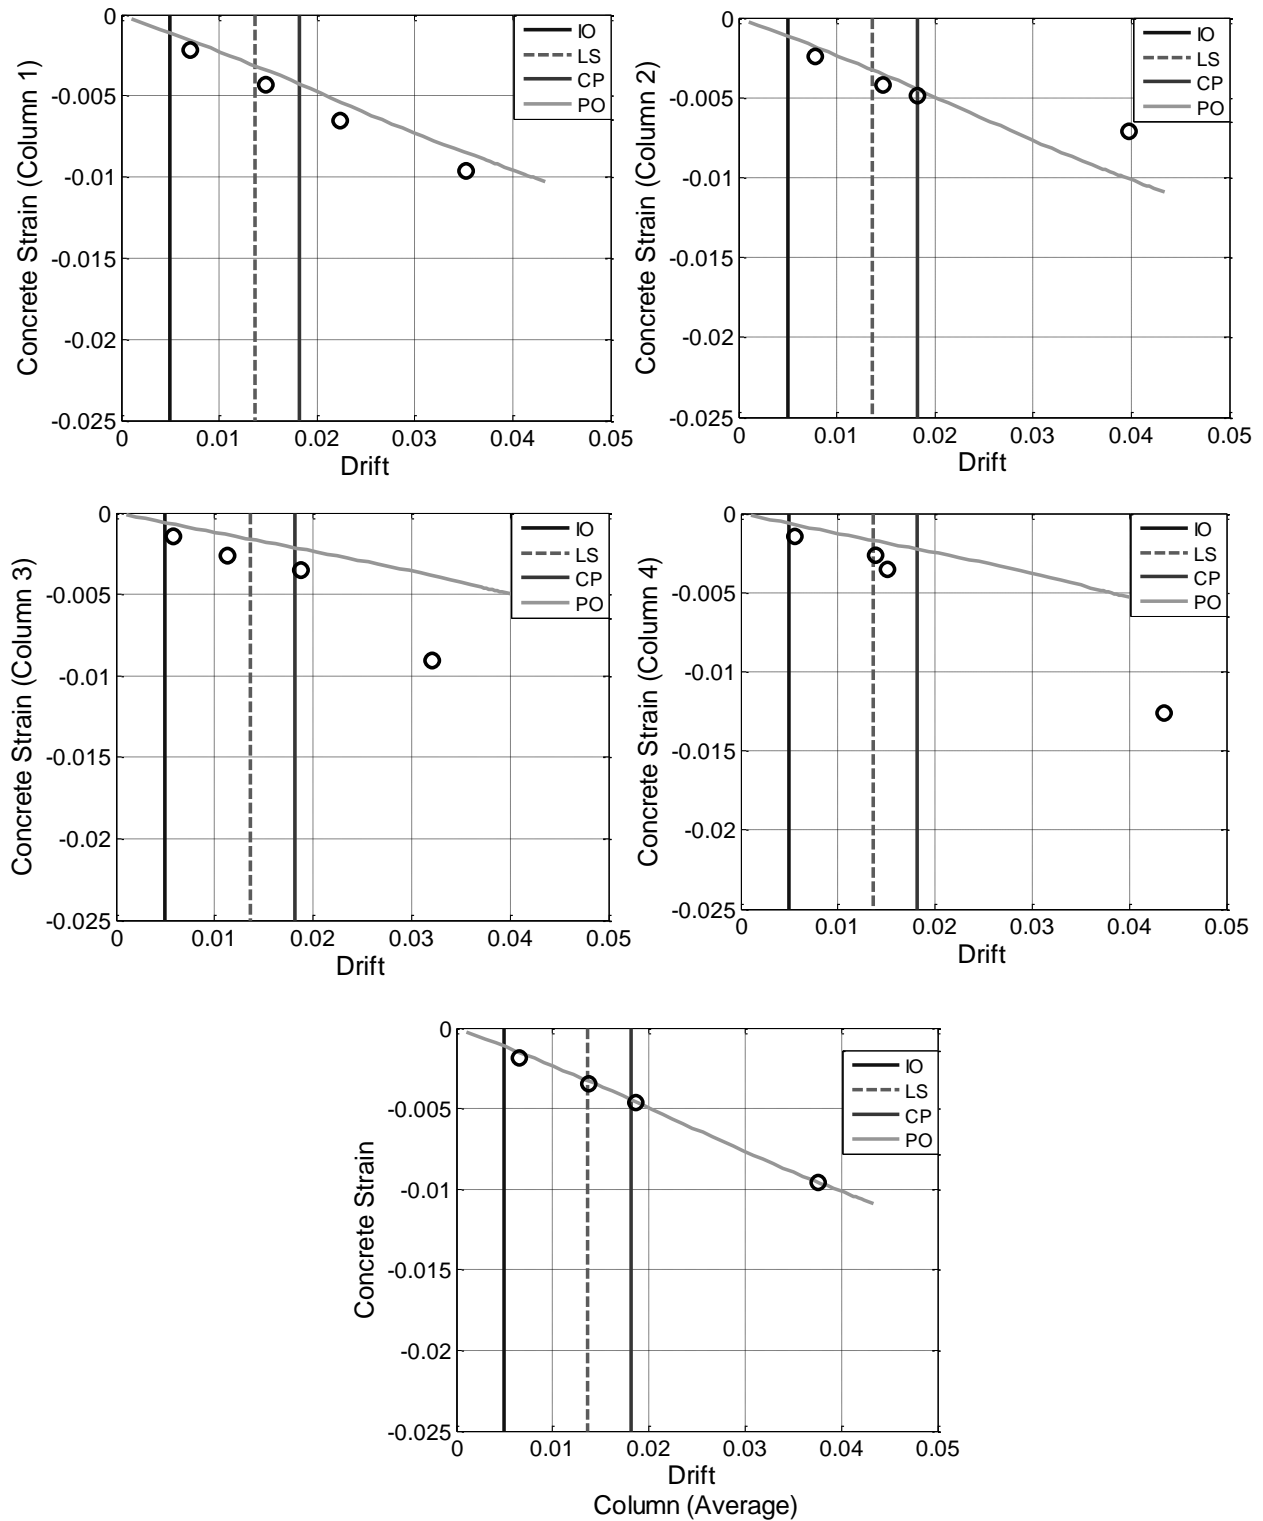 0
-0.005
-0.01
-0.015
-0.02
-0.025
0 0.01 0.02 0.03 0.04 0.05
Drift
Concrete Strain (Column 1)
IO
LS
CP
PO
0
-0.005
-0.01
-0.015
-0.02
-0.025
0 0.01 0.02 0.03 0.04 0.05
Drift
Concrete Strain (Column 2)
IO
LS
CP
PO
0
-0.005
-0.01
-0.015
-0.02
-0.025
0 0.01 0.02 0.03 0.04 0.05
Drift
Concrete Strain (Column 3)
IO
LS
CP
PO
0
-0.005
-0.01
-0.015
-0.02
-0.025
0 0.01 0.02 0.03 0.04 0.05
Drift
Concrete Strain (Column 4)
IO
LS
CP
PO
0
-0.005
-0.01
-0.015
-0.02
-0.025
0 0.01 0.02 0.03 0.04 0.05
Drift
Column (Average)
Concrete Strain
IO
LS
CP
PO